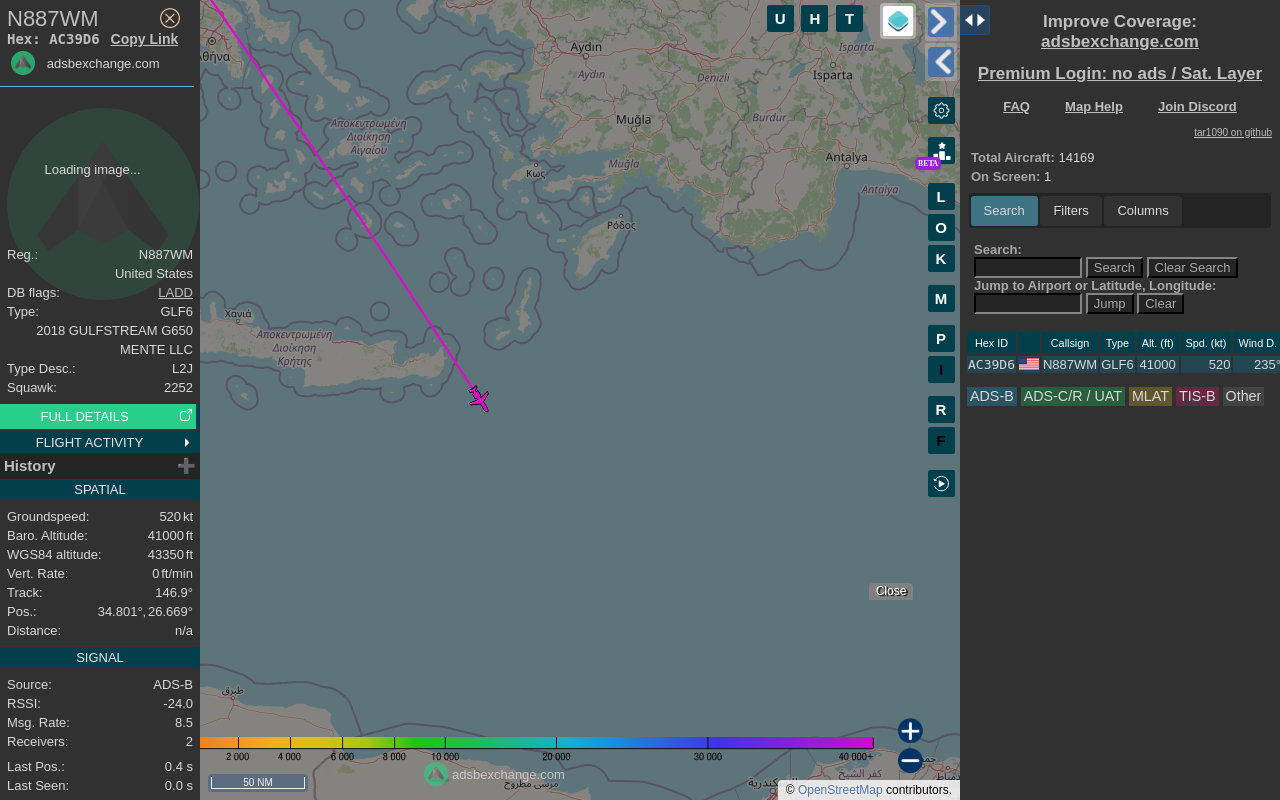 N887WM
Hex: AC39D6 Copy Link
adsbexchange.com
Loading image...
Reg.: N887WM
United States
DB flags: LADD
Type: GLF6
2018 GULFSTREAM G650
MENTE LLC
Type Desc.: L2J
Squawk: 2252
FULL DETAILS
FLIGHT ACTIVITY
History
SPATIAL
Groundspeed: 520 kt
Baro. Altitude: 41000 ft
WGS84 altitude: 43350 ft
Vert. Rate: 0 ft/min
Track: 146.9°
Pos.: 34.801°, 26.669°
Distance: n/a
SIGNAL
Source: ADS-B
RSSI: -24.0
Msg. Rate: 8.5
Receivers: 2
Last Pos.: 0.4 s
Last Seen: 0.0 s
θήνα
Αποκεντρωμένη
Διοίκηση
Αιγαίου
Aydın
Aydın
Denizli
Isparta
Isparta
Burdur
Muğla
Muğla
Antalya
Antalya
Κως
Ρόδος
Χανιά
Αποκεντρωμένη
Διοίκηση
Κρήτης
طبرق
مرسى مطروح
كفر الشيخ
U H T
BETA
L
O
K
M
P
I
R
F
Close
2 000 4 000 6 000 8 000 10 000 20 000 30 000 40 000+
50 NM
adsbexchange.com
© OpenStreetMap contributors.
Improve Coverage:
adsbexchange.com
Premium Login: no ads / Sat. Layer
FAQ Map Help Join Discord
tar1090 on github
Total Aircraft: 14169
On Screen: 1
Search Filters Columns
Search:
Search Clear Search
Jump to Airport or Latitude, Longitude:
Jump Clear
Hex ID Callsign Type Alt. (ft) Spd. (kt) Wind D.
AC39D6 N887WM GLF6 41000 520 235°
ADS-B ADS-C/R / UAT MLAT TIS-B Other